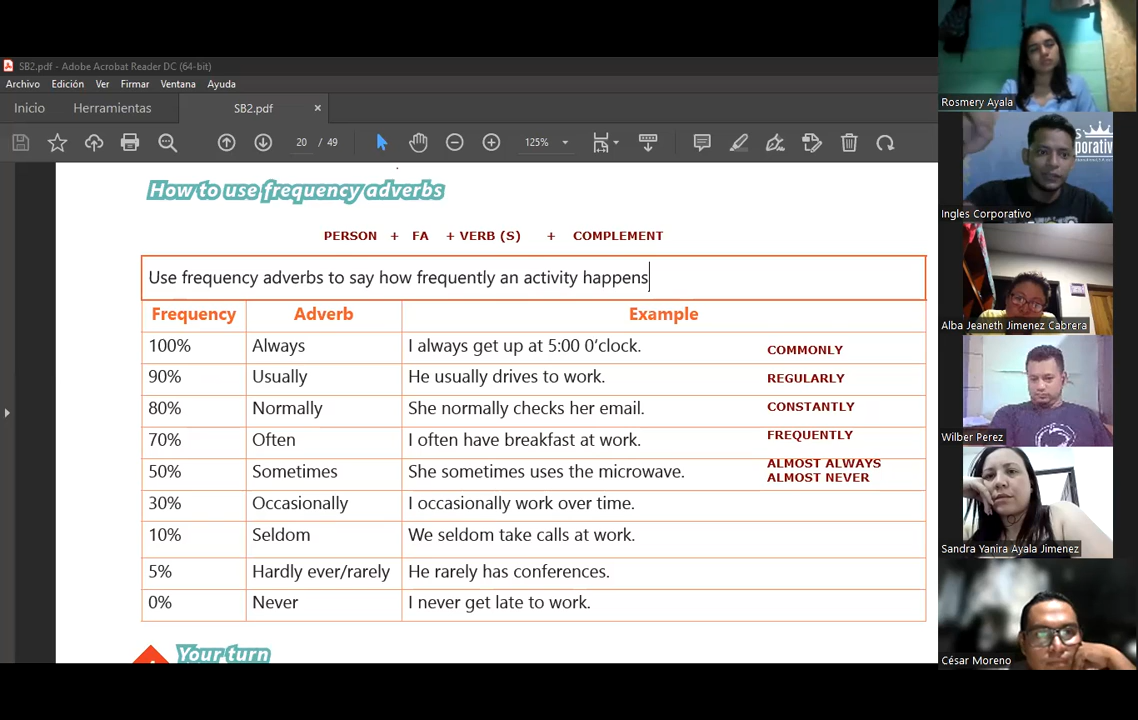 SB2.pdf - Adobe Acrobat Reader DC (64-bit)
Archivo Edición Ver Firmar Ventana Ayuda
Inicio Herramientas SB2.pdf ×
20 / 49 125%
How to use frequency adverbs
PERSON + FA + VERB (S) + COMPLEMENT
Use frequency adverbs to say how frequently an activity happens
Frequency Adverb Example
100% Always I always get up at 5:00 0'clock.
COMMONLY
90% Usually He usually drives to work.
REGULARLY
80% Normally She normally checks her email.
CONSTANTLY
70% Often I often have breakfast at work.
FREQUENTLY
50% Sometimes She sometimes uses the microwave.
ALMOST ALWAYS
ALMOST NEVER
30% Occasionally I occasionally work over time.
10% Seldom We seldom take calls at work.
5% Hardly ever/rarely He rarely has conferences.
0% Never I never get late to work.
Your turn
Rosmery Ayala
Ingles Corporativo
Alba Jeaneth Jimenez Cabrera
Wilber Perez
Sandra Yanira Ayala Jimenez
César Moreno